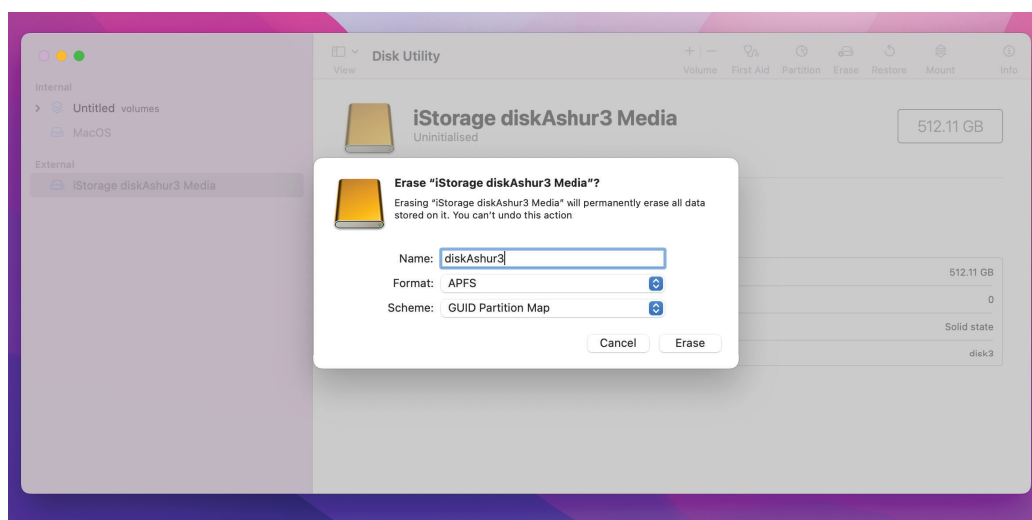 Disk Utility
View
Volume First Aid Partition Erase Restore Mount Info
Internal
Untitled volumes
MacOS
External
iStorage diskAshur3 Media
iStorage diskAshur3 Media
Uninitialised
512.11 GB
Erase “iStorage diskAshur3 Media”?
Erasing “iStorage diskAshur3 Media” will permanently erase all data
stored on it. You can’t undo this action
Name: diskAshur3
Format: APFS
Scheme: GUID Partition Map
Cancel Erase
512.11 GB
0
Solid state
disk3